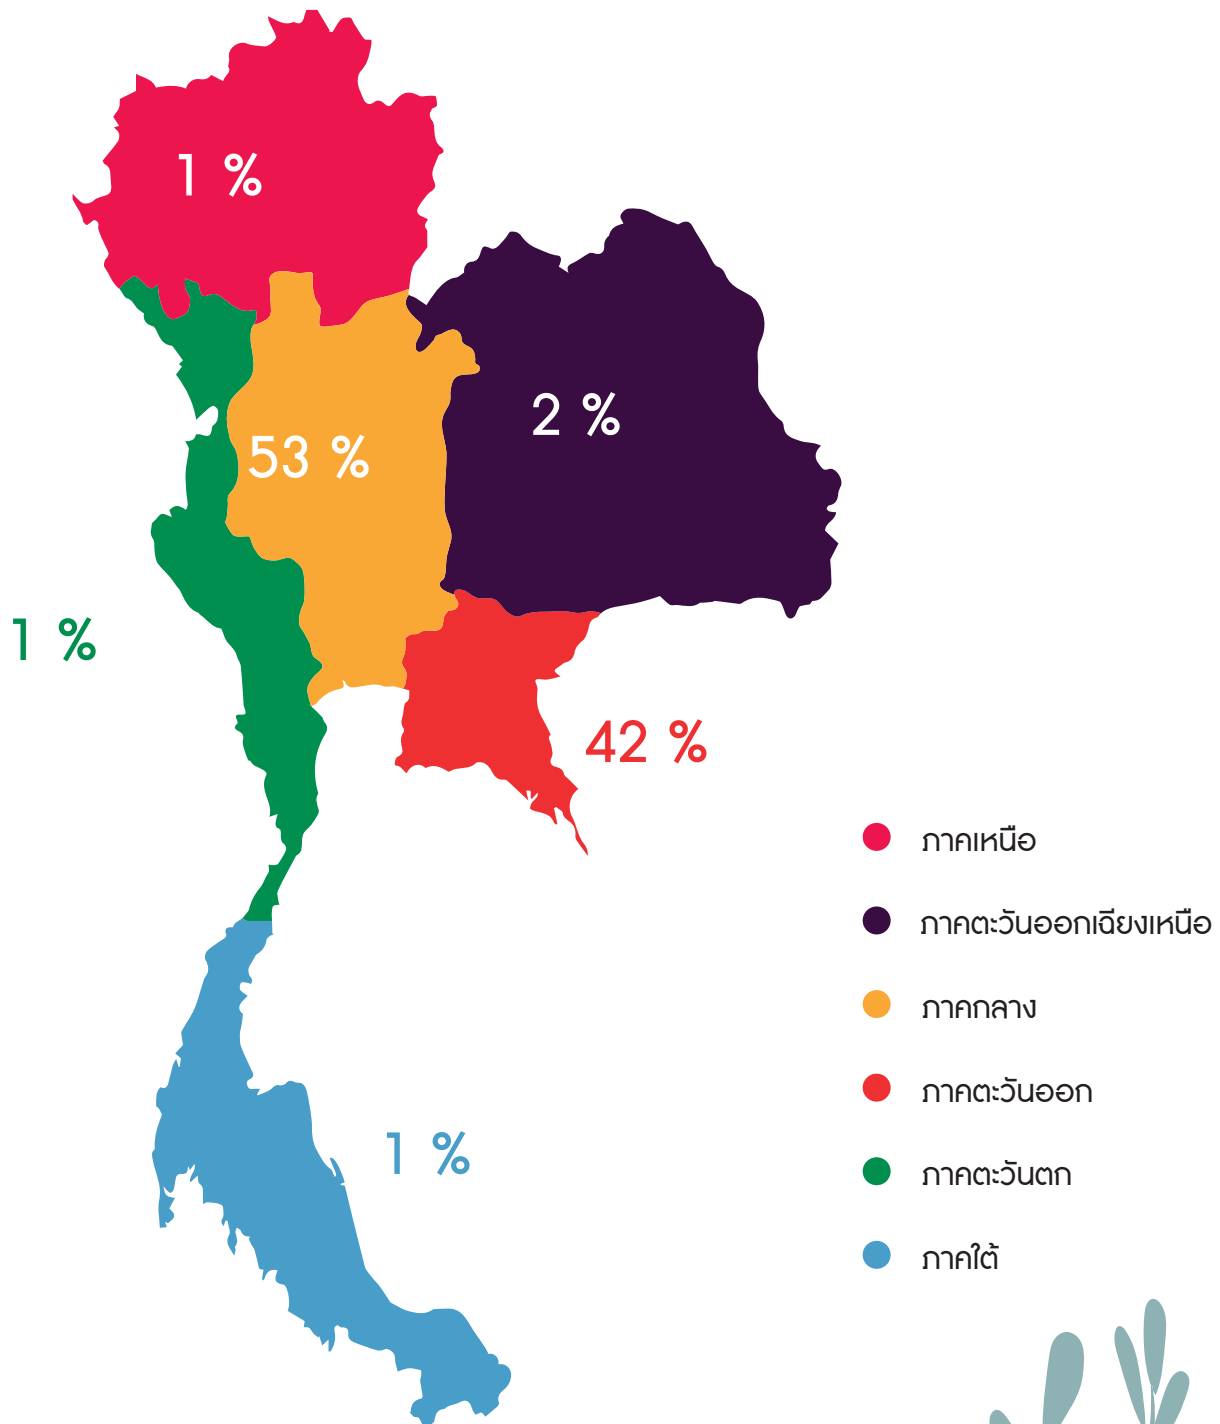 1 %
2 %
53 %
1 %
42 %
1 %
ภาคเหนือ
ภาคตะวันออกเฉียงเหนือ
ภาคกลาง
ภาคตะวันออก
ภาคตะวันตก
ภาคใต้